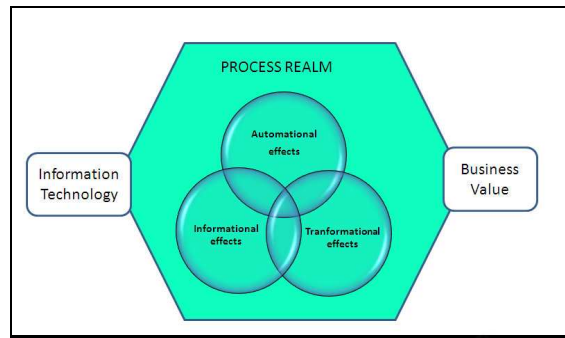 PROCESS REALM
Automational
effects
Information
Technology
Business
Value
Informational
effects
Tranformational
effects